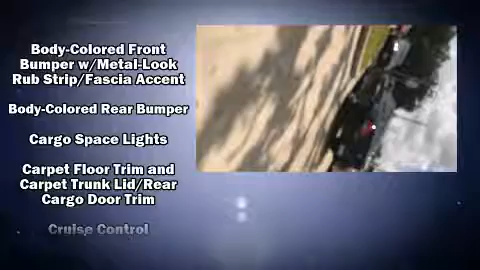 Body-Colored Front
Bumper w/Metal-Look
Rub Strip/Fascia Accent
Body-Colored Rear Bumper
Cargo Space Lights
Carpet Floor Trim and
Carpet Trunk Lid/Rear
Cargo Door Trim
Cruise Control